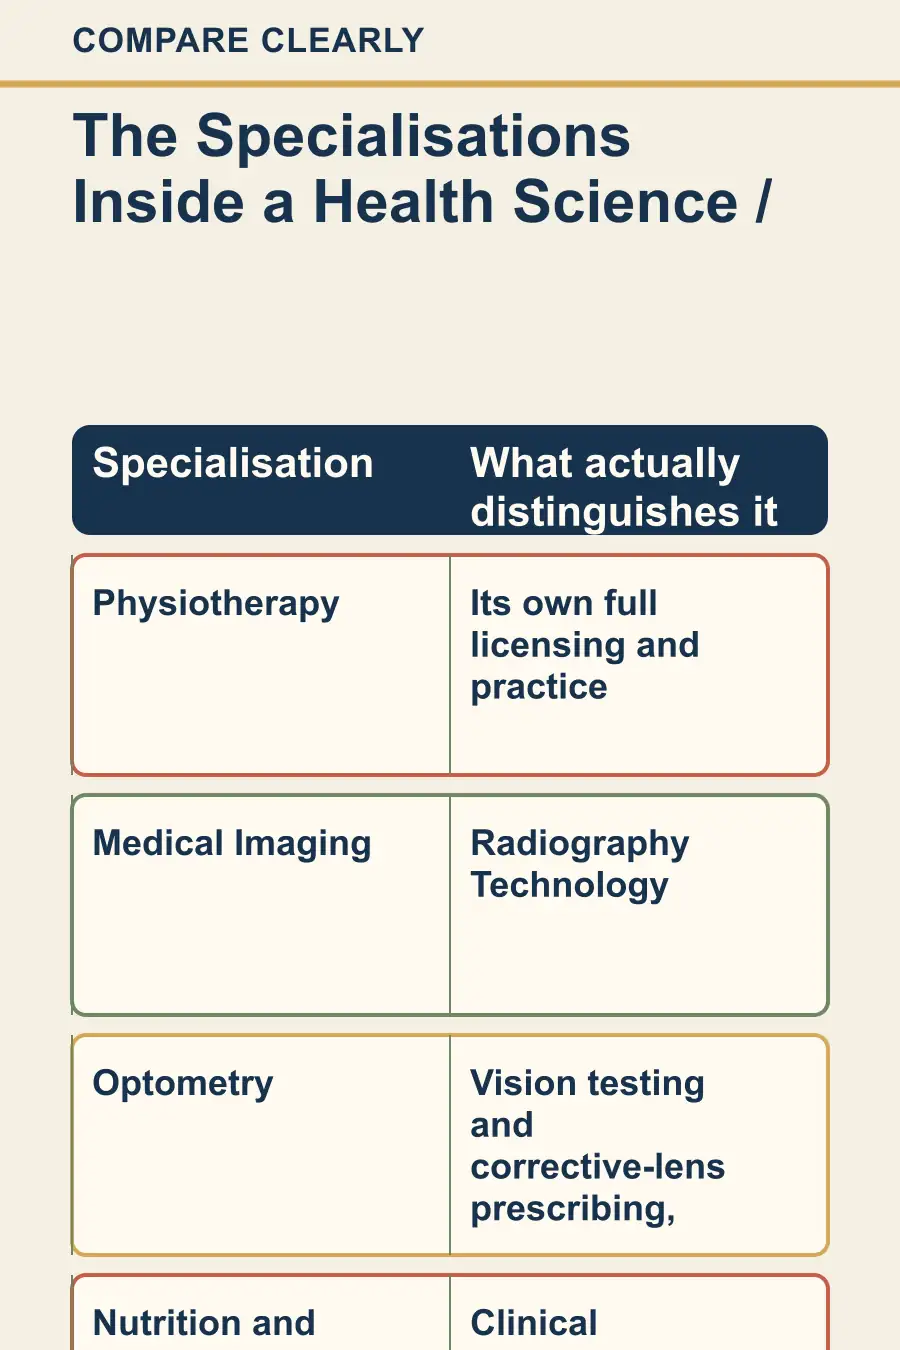 COMPARE CLEARLY
The Specialisations
Inside a Health Science /
Specialisation
What actually
distinguishes it
Physiotherapy
Its own full
licensing and
practice
Medical Imaging
Radiography
Technology
Optometry
Vision testing
and
corrective-lens
prescribing,
Nutrition and
Clinical